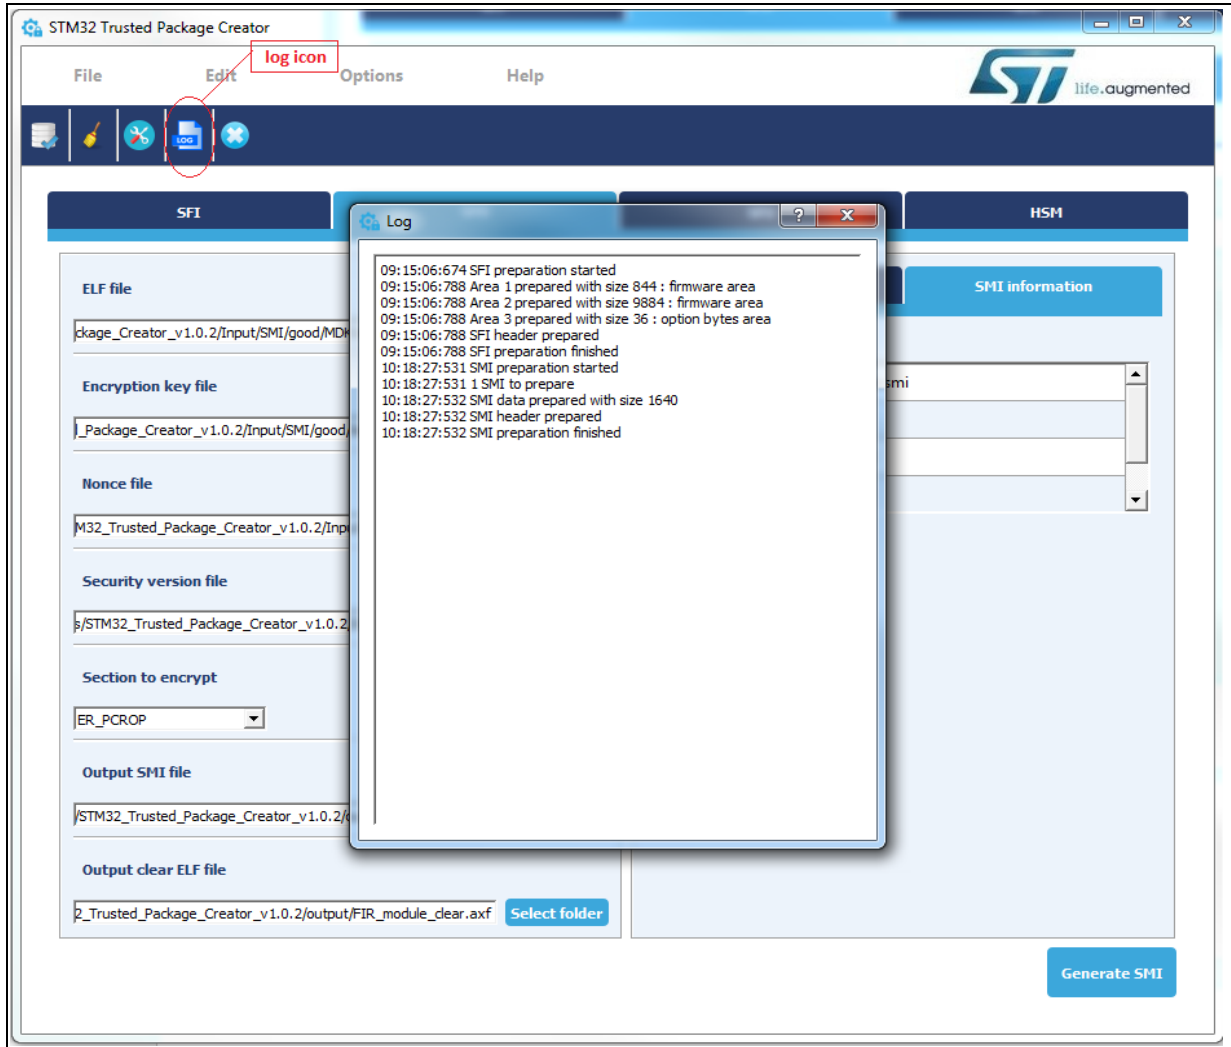 STM32 Trusted Package Creator
log icon
File Edit Options Help
life.augmented
LOG
SFI HSM
Log
ELF file
SMI information
ckage_Creator_v1.0.2/Input/SMI/good/MDK
smi
Encryption key file
l_Package_Creator_v1.0.2/Input/SMI/good/
Nonce file
M32_Trusted_Package_Creator_v1.0.2/Inp
Security version file
s/STM32_Trusted_Package_Creator_v1.0.2
Section to encrypt
ER_PCROP
Output SMI file
/STM32_Trusted_Package_Creator_v1.0.2/
Output clear ELF file
2_Trusted_Package_Creator_v1.0.2/output/FIR_module_clear.axf Select folder
09:15:06:674 SFI preparation started
09:15:06:788 Area 1 prepared with size 844 : firmware area
09:15:06:788 Area 2 prepared with size 9884 : firmware area
09:15:06:788 Area 3 prepared with size 36 : option bytes area
09:15:06:788 SFI header prepared
09:15:06:788 SFI preparation finished
10:18:27:531 SMI preparation started
10:18:27:531 1 SMI to prepare
10:18:27:532 SMI data prepared with size 1640
10:18:27:532 SMI header prepared
10:18:27:532 SMI preparation finished
Generate SMI